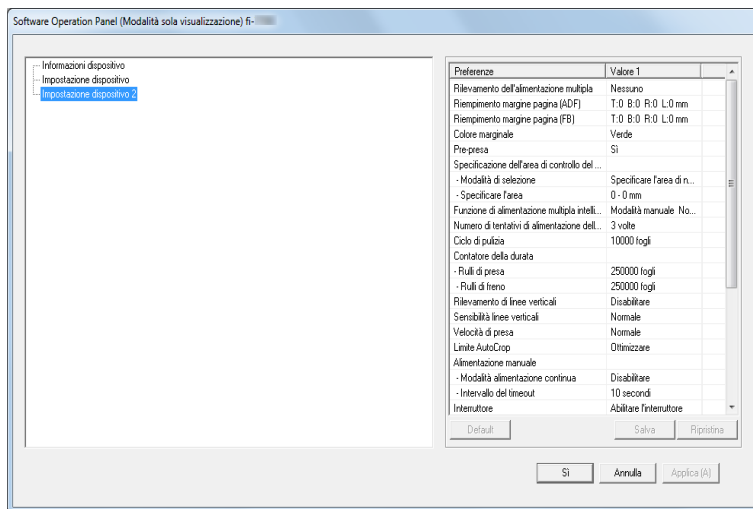 Software Operation Panel (Modalità sola visualizzazione) fi-
Informazioni dispositivo
Impostazione dispositivo
Impostazione dispositivo 2
Preferenze Valore 1
Rilevamento dell'alimentazione multipla Nessuno
Riempimento margine pagina (ADF) T:0 B:0 R:0 L:0 mm
Riempimento margine pagina (FB) T:0 B:0 R:0 L:0 mm
Colore marginale Verde
Pre-presa Sì
Specificazione dell'area di controllo del ...
- Modalità di selezione Specificare l'area di n...
- Specificare l'area 0 - 0 mm
Funzione di alimentazione multipla intelli... Modalità manuale No...
Numero di tentativi di alimentazione dell... 3 volte
Ciclo di pulizia 10000 fogli
Contatore della durata
- Rulli di presa 250000 fogli
- Rulli di freno 250000 fogli
Rilevamento di linee verticali Disabilitare
Sensibilità linee verticali Normale
Velocità di presa Normale
Limite AutoCrop Ottimizzare
Alimentazione manuale
- Modalità alimentazione continua Disabilitare
- Intervallo del timeout 10 secondi
Interruttore Abilitare l'interruttore
Default Salva Ripristina
Sì Annulla Applica (A)